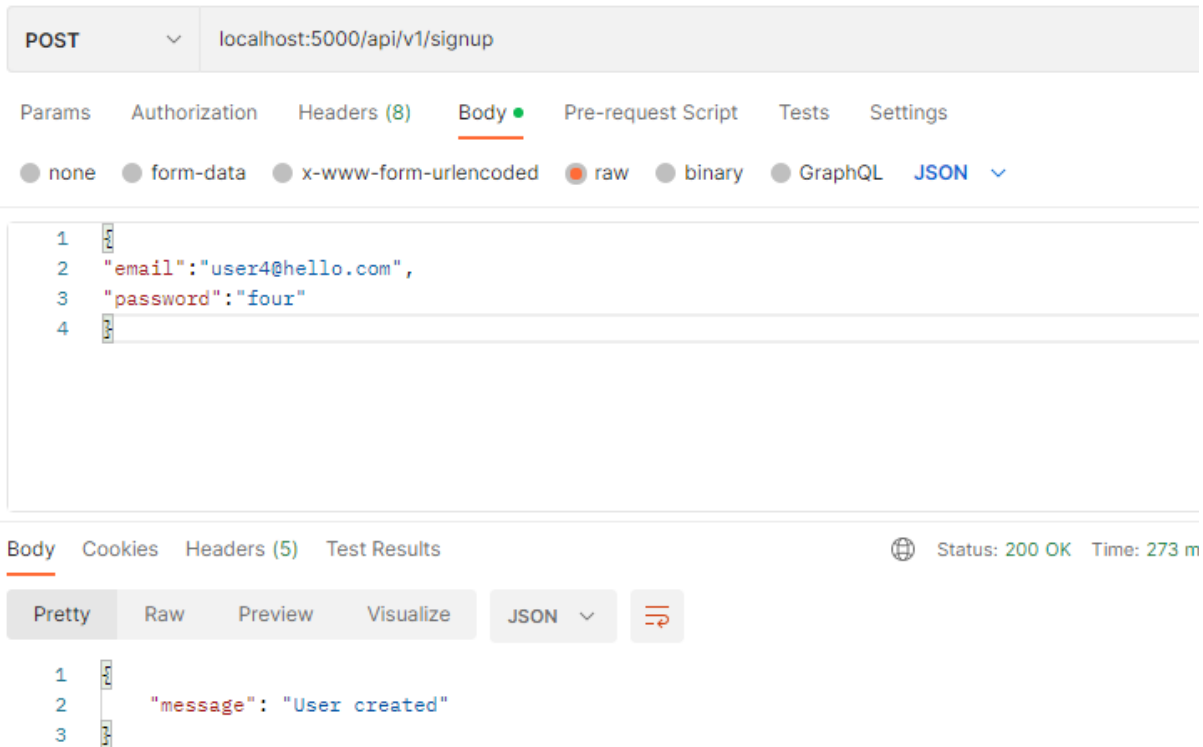 POST localhost:5000/api/v1/signup
Params Authorization Headers (8) Body Pre-request Script Tests Settings
none form-data x-www-form-urlencoded raw binary GraphQL JSON
1 {
2 "email":"user4@hello.com",
3 "password":"four"
4 }
Body Cookies Headers (5) Test Results Status: 200 OK Time: 273 m
Pretty Raw Preview Visualize JSON
1 {
2 "message": "User created"
3 }